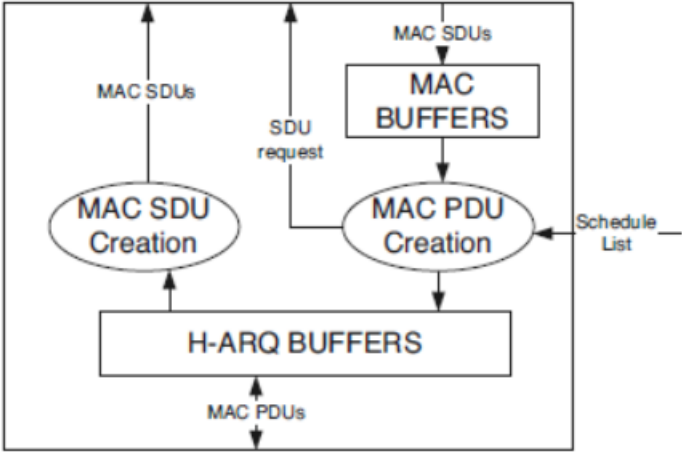 MAC SDUs
MAC
BUFFERS
MAC SDUs
SDU
request
MAC SDU
Creation
MAC PDU
Creation
Schedule
List
H-ARQ BUFFERS
MAC PDUs